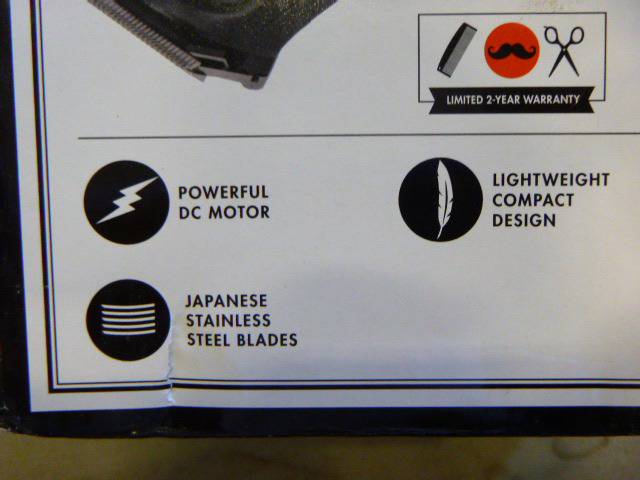 LIMITED 2-YEAR WARRANTY
POWERFUL
DC MOTOR
LIGHTWEIGHT
COMPACT
DESIGN
JAPANESE
STAINLESS
STEEL BLADES